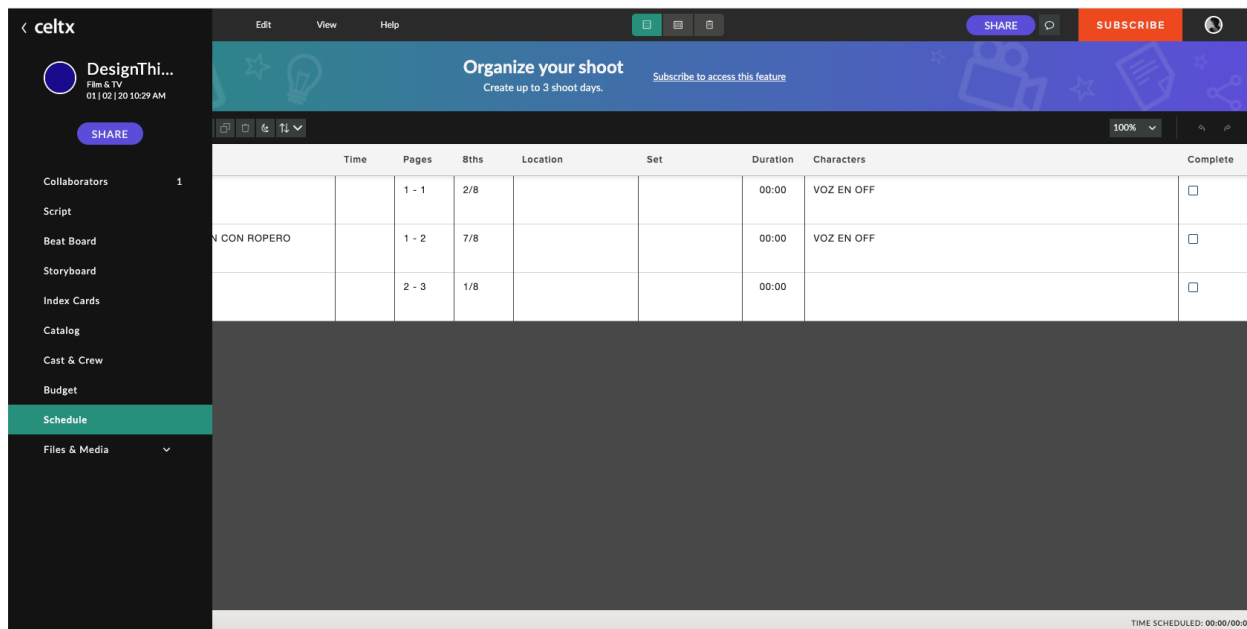 celtx
Edit View Help
SHARE
SUBSCRIBE
DesignThi...
Film & TV
01 | 02 | 20 10:29 AM
SHARE
Organize your shoot
Create up to 3 shoot days.
Subscribe to access this feature
100%
Collaborators 1
Script
Beat Board
Storyboard
Index Cards
Catalog
Cast & Crew
Budget
Schedule
Files & Media
Time Pages 8ths Location Set Duration Characters Complete
1 - 1 2/8 00:00 VOZ EN OFF
N CON ROPERO 1 - 2 7/8 00:00 VOZ EN OFF
2 - 3 1/8 00:00
TIME SCHEDULED: 00:00/00:0